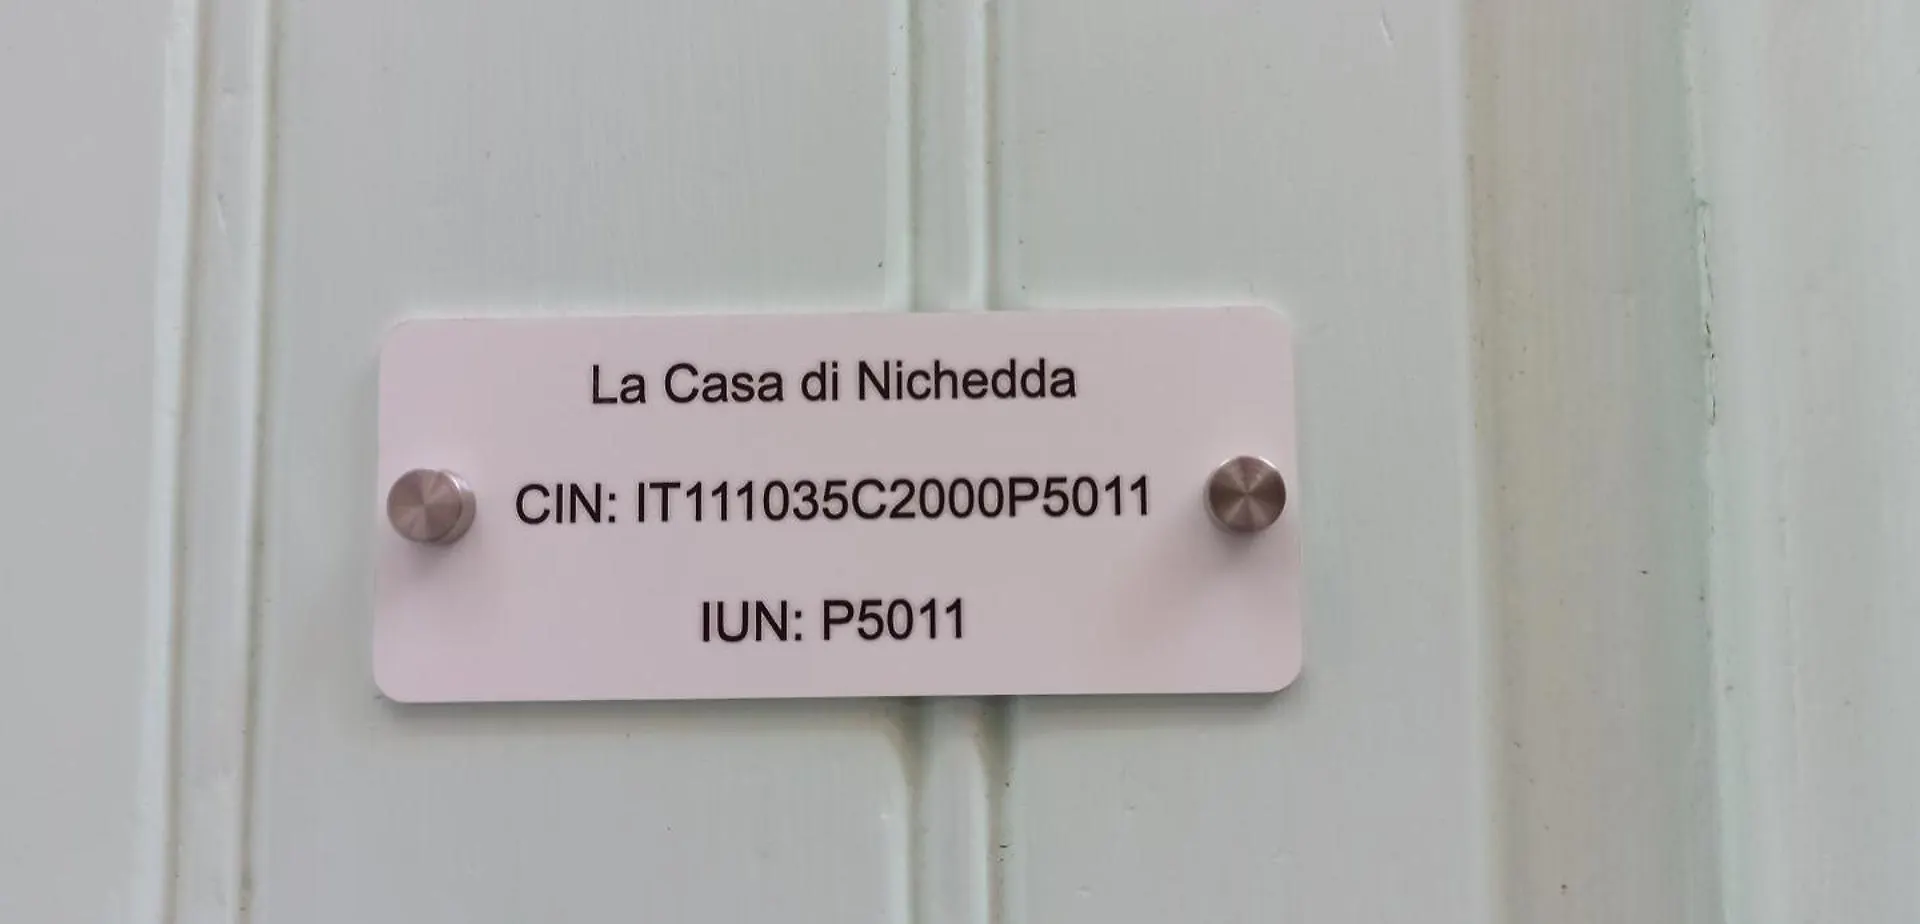 La Casa di Nichedda
CIN: IT111035C2000P5011
IUN: P5011